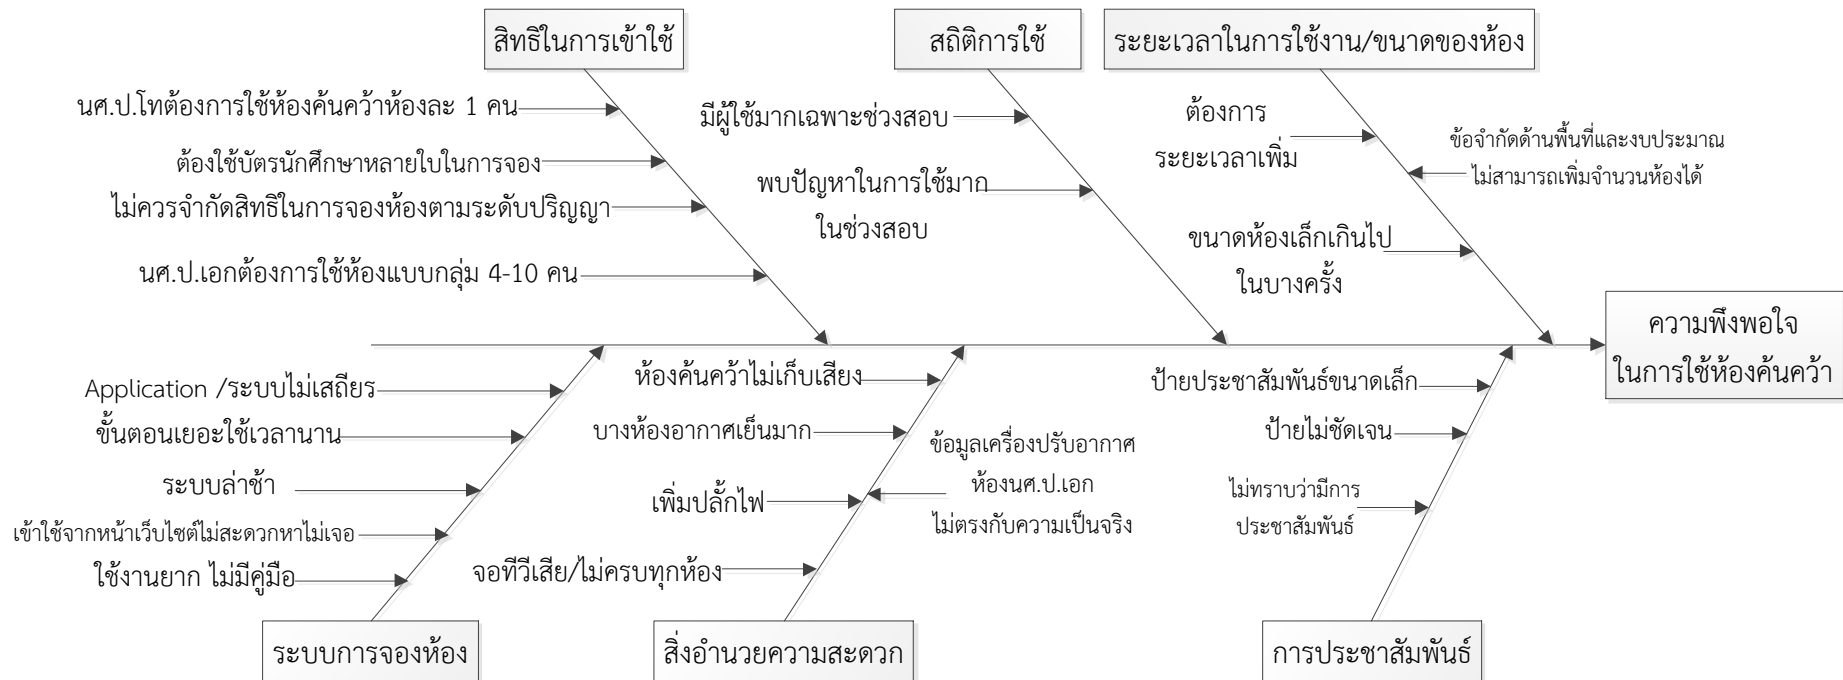 สิทธิในการเข้าใช้
สถิติการใช้
ระยะเวลาในการใช้งาน/ขนาดของห้อง
นศ.ป.โทต้องการใช้ห้องค้นคว้าห้องละ 1 คน
ต้องใช้บัตรนักศึกษาหลายใบในการจอง
ไม่ควรจำกัดสิทธิในการจองห้องตามระดับปริญญา
นศ.ป.เอกต้องการใช้ห้องแบบกลุ่ม 4-10 คน
มีผู้ใช้มากเฉพาะช่วงสอบ
พบปัญหาในการใช้มาก
ในช่วงสอบ
ต้องการ
ระยะเวลาเพิ่ม
ข้อจำกัดด้านพื้นที่และงบประมาณ
ไม่สามารถเพิ่มจำนวนห้องได้
ขนาดห้องเล็กเกินไป
ในบางครั้ง
ความพึงพอใจ
ในการใช้ห้องค้นคว้า
Application /ระบบไม่เสถียร
ขั้นตอนเยอะใช้เวลานาน
ระบบล่าช้า
เข้าใช้จากหน้าเว็บไซต์ไม่สะดวกหาไม่เจอ
ใช้งานยาก ไม่มีคู่มือ
ห้องค้นคว้าไม่เก็บเสียง
บางห้องอากาศเย็นมาก
เพิ่มปลั้กไฟ
จอทีวีเสีย/ไม่ครบทุกห้อง
ข้อมูลเครื่องปรับอากาศ
ห้องนศ.ป.เอก
ไม่ตรงกับความเป็นจริง
ป้ายประชาสัมพันธ์ขนาดเล็ก
ป้ายไม่ชัดเจน
ไม่ทราบว่ามีการ
ประชาสัมพันธ์
ระบบการจองห้อง
สิ่งอำนวยความสะดวก
การประชาสัมพันธ์